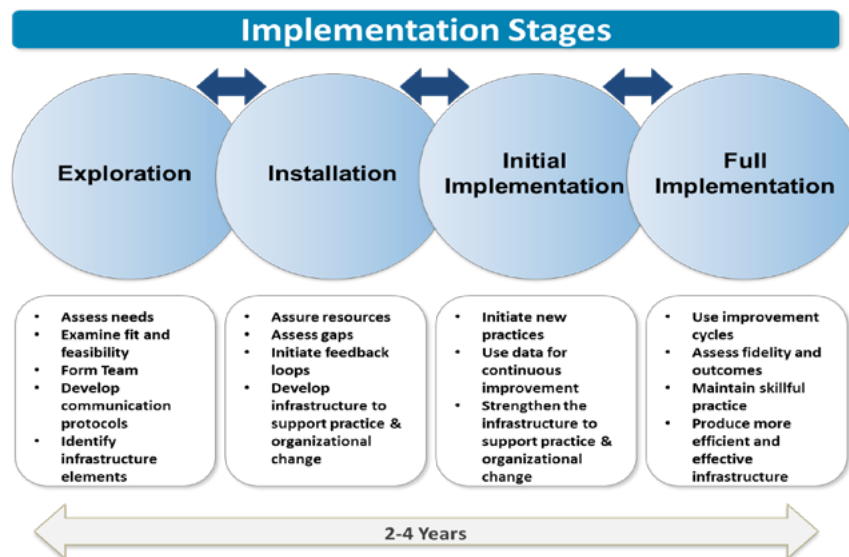 Implementation Stages
Exploration
Installation
Initial
Implementation
Full
Implementation
• Assess needs
• Examine fit and
feasibility
• Form Team
• Develop
communication
protocols
• Identify
infrastructure
elements
• Assure resources
• Assess gaps
• Initiate feedback
loops
• Develop
infrastructure to
support practice &
organizational
change
• Initiate new
practices
• Use data for
continuous
improvement
• Strengthen the
infrastructure to
support practice &
organizational
change
• Use improvement
cycles
• Assess fidelity and
outcomes
• Maintain skillful
practice
• Produce more
efficient and
effective
infrastructure
2-4 Years